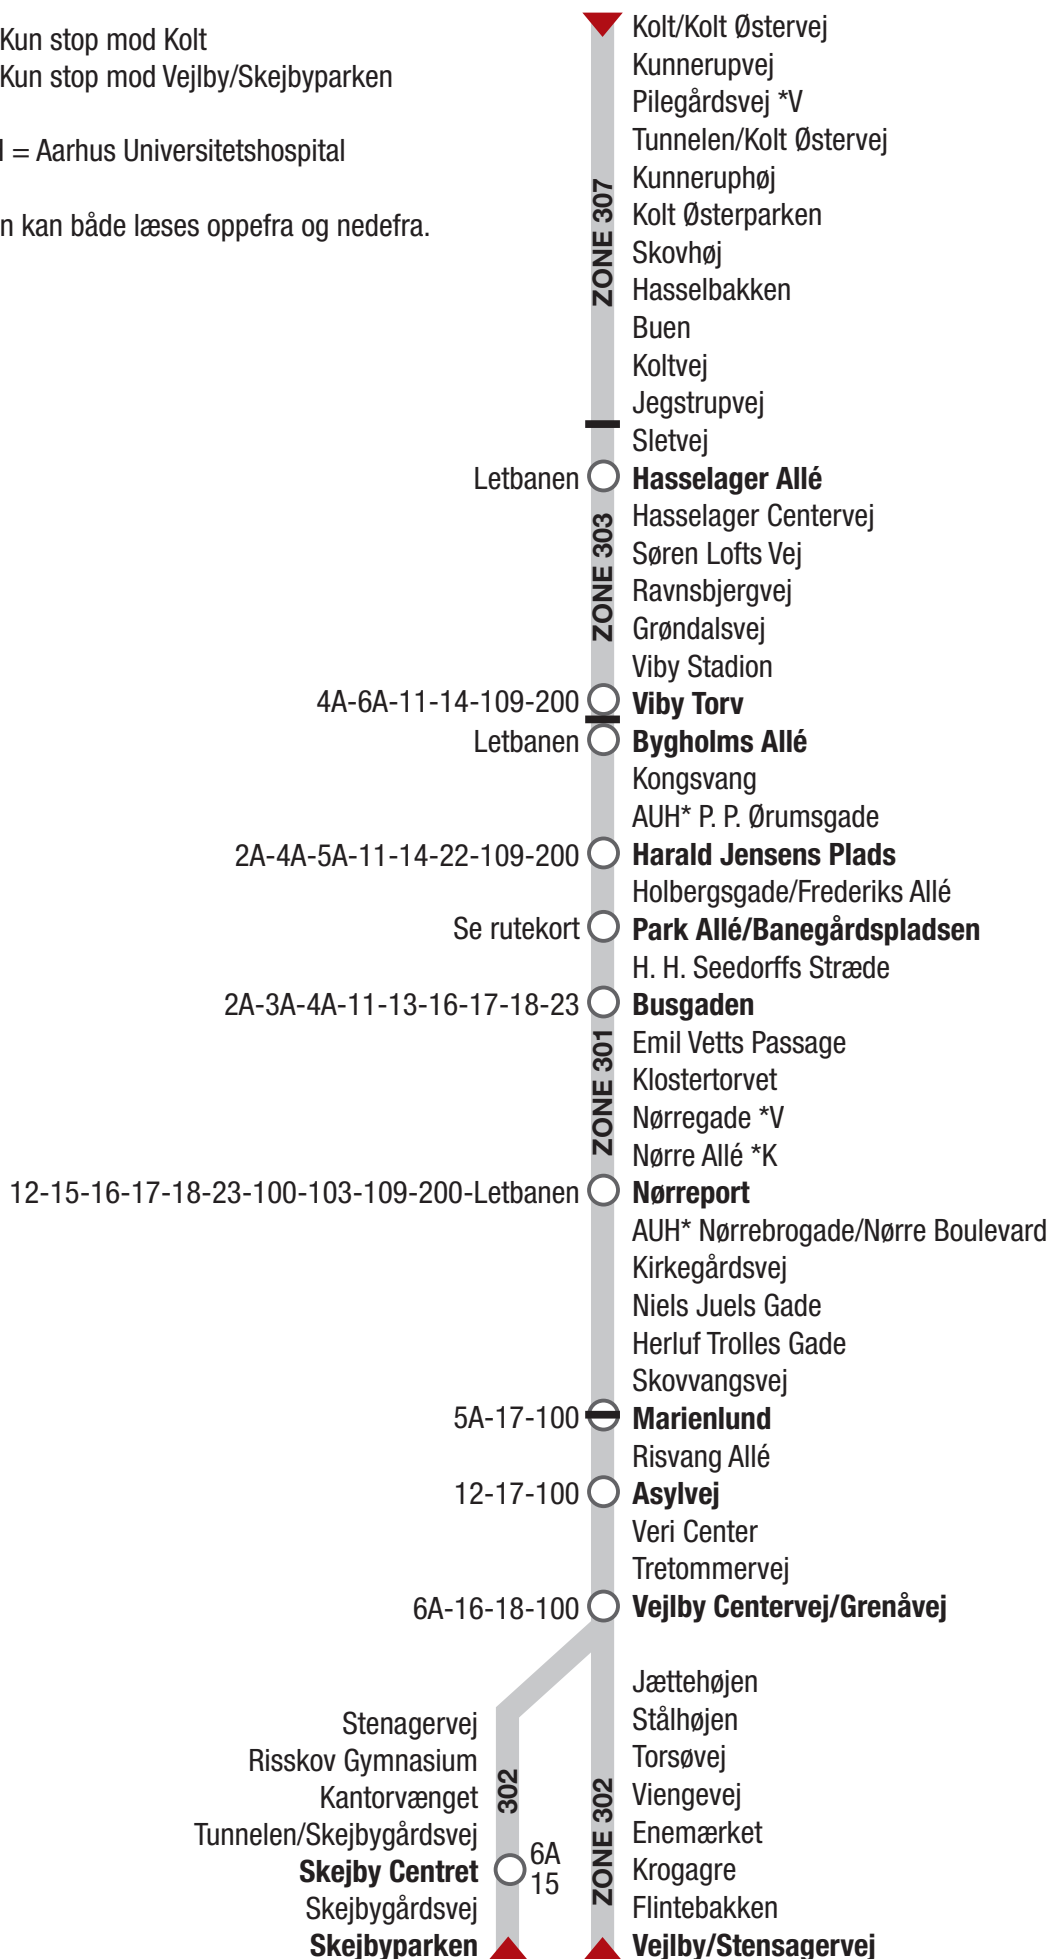 Kun stop mod Kolt
Kun stop mod Vejlby/Skejbyparken
= Aarhus Universitetshospital
n kan både læses oppefra og nedefra.
Kolt/Kolt Østervej
Kunnerupvej
Pilegårdsvej *V
Tunnelen/Kolt Østervej
Kunneruphøj
Kolt Østerparken
Skovhøj
Hasselbakken
Buen
Koltvej
Jegstrupvej
ZONE 307
Sletvej
Letbanen Hasselager Allé
Hasselager Centervej
Søren Lofts Vej
Ravnsbjergvej
Grøndalsvej
Viby Stadion
ZONE 303
4A-6A-11-14-109-200 Viby Torv
Letbanen Bygholms Allé
Kongsvang
AUH* P. P. Ørumsgade
2A-4A-5A-11-14-22-109-200 Harald Jensens Plads
Holbergsgade/Frederiks Allé
Se rutekort Park Allé/Banegårdspladsen
H. H. Seedorffs Stræde
2A-3A-4A-11-13-16-17-18-23 Busgaden
Emil Vetts Passage
Klostertorvet
Nørregade *V
Nørre Allé *K
ZONE 301
12-15-16-17-18-23-100-103-109-200-Letbanen Nørreport
AUH* Nørrebrogade/Nørre Boulevard
Kirkegårdsvej
Niels Juels Gade
Herluf Trolles Gade
Skovvangsvej
5A-17-100 Marienlund
Risvang Allé
12-17-100 Asylvej
Veri Center
Tretommervej
6A-16-18-100 Vejlby Centervej/Grenåvej
Stenagervej
Risskov Gymnasium
Kantorvænget
Tunnelen/Skejbygårdsvej
Skejby Centret 6A
15
Skejbygårdsvej
Skejbyparken
302
Jættehøjen
Stålhøjen
Torsøvej
Viengevej
Enemærket
Krogagre
Flintebakken
Vejlby/Stensagervej
ZONE 302